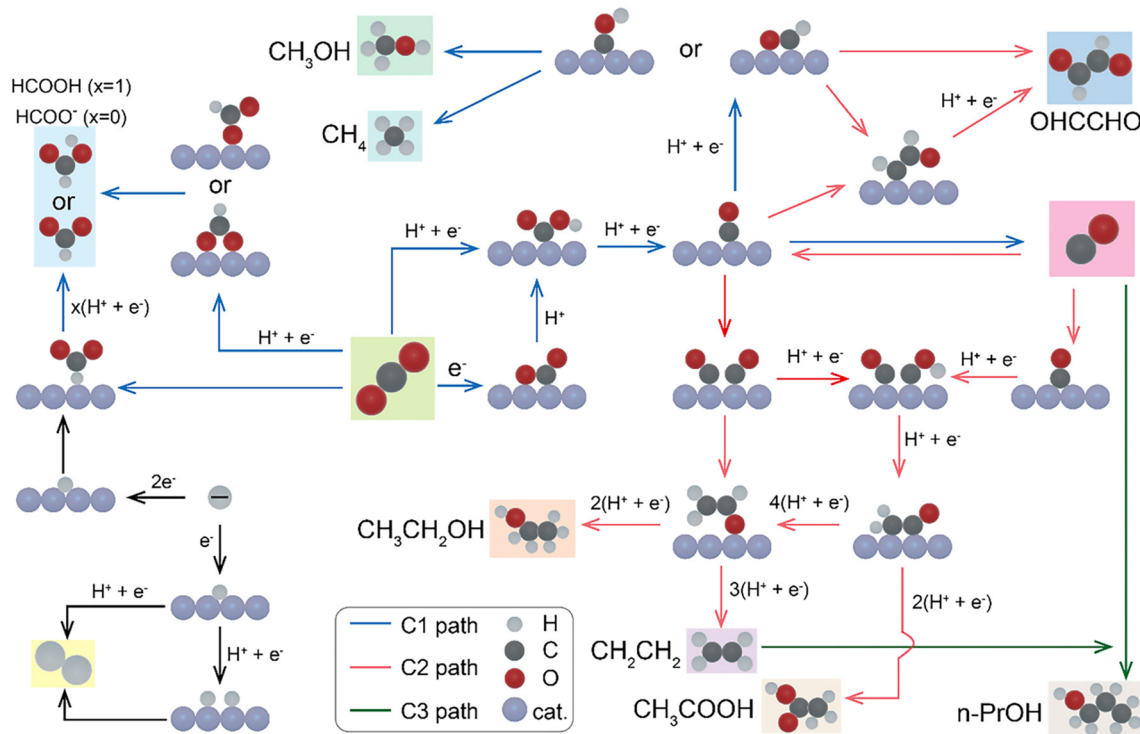 CH₃OH
or
HCOOH (x=1)
HCOO⁻ (x=0)
CH₄
H⁺ + e⁻
OHCCHO
H⁺ + e⁻
or
or
H⁺ + e⁻
H⁺ + e⁻
x(H⁺ + e⁻)
H⁺
H⁺ + e⁻
e⁻
H⁺ + e⁻
H⁺ + e⁻
H⁺ + e⁻
2e⁻
2(H⁺ + e⁻)
4(H⁺ + e⁻)
CH₃CH₂OH
e⁻
H⁺ + e⁻
3(H⁺ + e⁻)
2(H⁺ + e⁻)
H⁺ + e⁻
C1 path
H
C2 path
C
O
C3 path
cat.
CH₂CH₂
CH₃COOH
n-PrOH